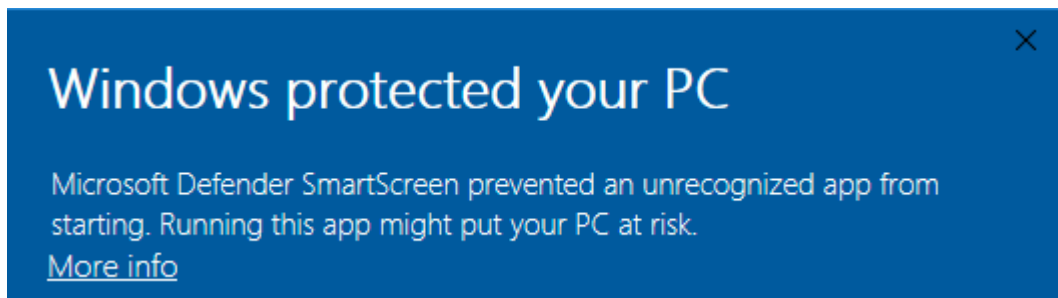 Windows protected your PC
Microsoft Defender SmartScreen prevented an unrecognized app from
starting. Running this app might put your PC at risk.
More info